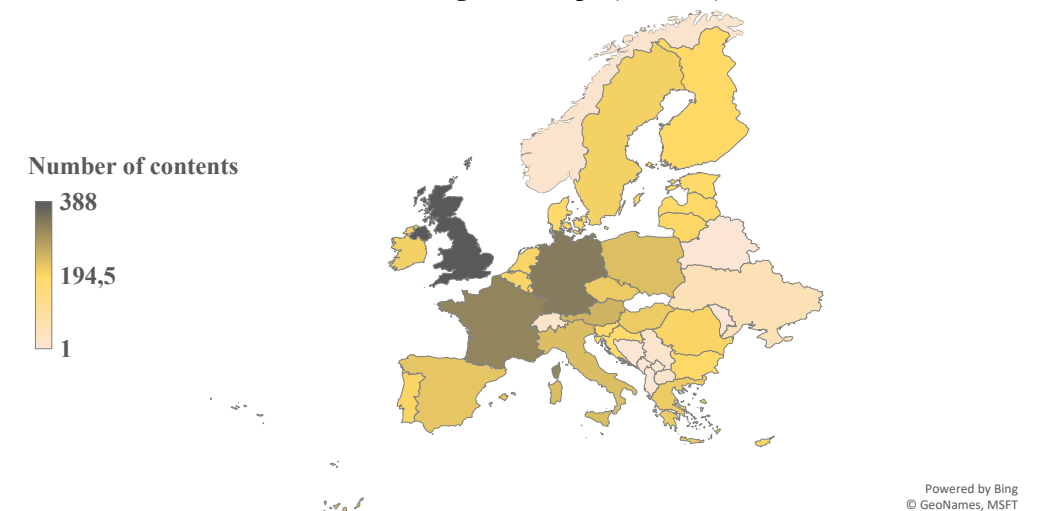 Number of contents
388
194,5
1
Powered by Bing
© GeoNames, MSFT